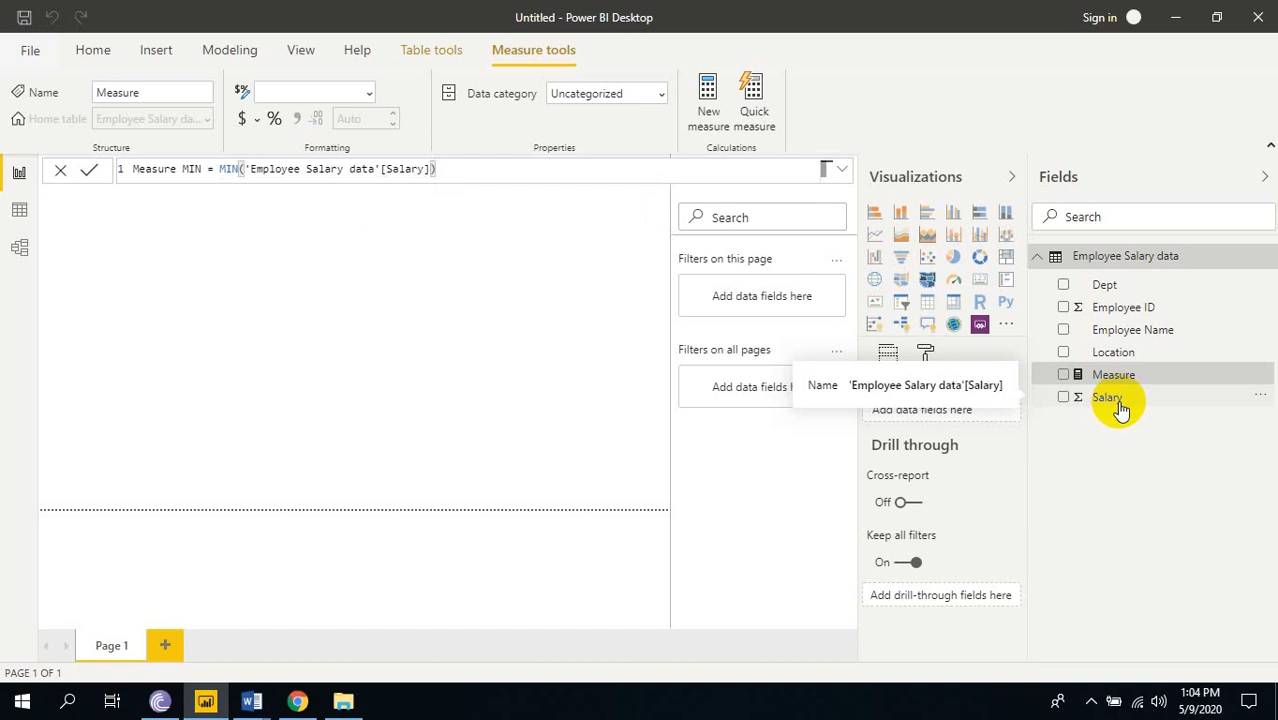 Untitled - Power BI Desktop
Sign in
File
Home
Insert
Modeling
View
Help
Table tools
Measure tools
Name
Measure
Home table
Employee Salary da...
Structure
$%
$
%
Auto
Formatting
Data category
Uncategorized
Properties
New measure
Quick measure
Calculations
1 Measure MIN = MIN('Employee Salary data'[Salary])
Search
Filters on this page
...
Add data fields here
Filters on all pages
...
Add data fields h
Visualizations
R
Py
...
Name 'Employee Salary data'[Salary]
Add data fields here
Drill through
Cross-report
Off
Keep all filters
On
Add drill-through fields here
Fields
Search
Employee Salary data
Dept
Employee ID
Employee Name
Location
Measure
Salary
...
Page 1
PAGE 1 OF 1
1:04 PM
5/9/2020